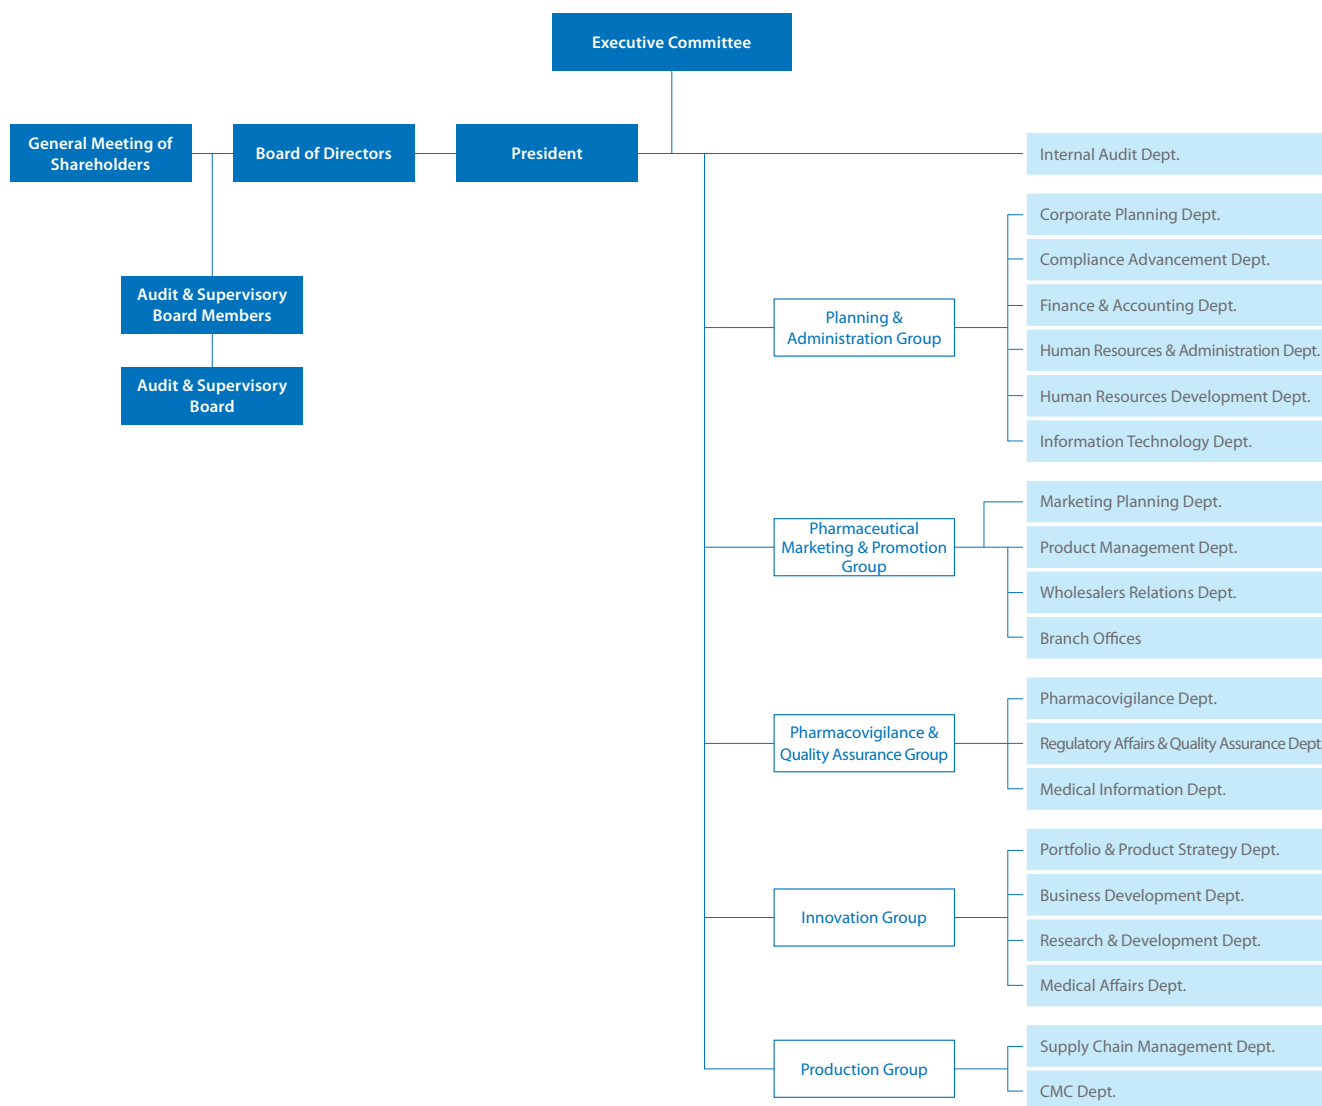 Executive Committee
General Meeting of
Shareholders
Board of Directors
President
Audit & Supervisory
Board Members
Audit & Supervisory
Board
Internal Audit Dept.
Planning &
Administration Group
Corporate Planning Dept.
Compliance Advancement Dept.
Finance & Accounting Dept.
Human Resources & Administration Dept.
Human Resources Development Dept.
Information Technology Dept.
Pharmaceutical
Marketing & Promotion
Group
Marketing Planning Dept.
Product Management Dept.
Wholesalers Relations Dept.
Branch Offices
Pharmacovigilance &
Quality Assurance Group
Pharmacovigilance Dept.
Regulatory Affairs & Quality Assurance Dept
Medical Information Dept.
Innovation Group
Portfolio & Product Strategy Dept.
Business Development Dept.
Research & Development Dept.
Medical Affairs Dept.
Production Group
Supply Chain Management Dept.
CMC Dept.